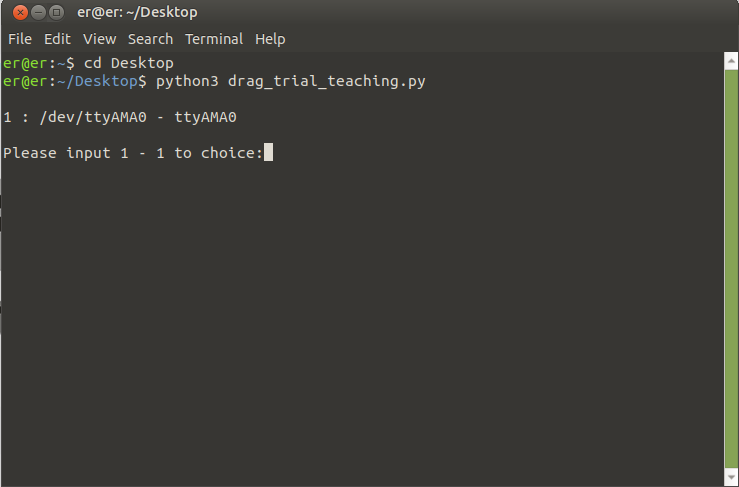 er@er: ~/Desktop
File Edit View Search Terminal Help
er@er:~$ cd Desktop
er@er:~/Desktop$ python3 drag_trial_teaching.py
1 : /dev/ttyAMA0 - ttyAMA0
Please input 1 - 1 to choice: